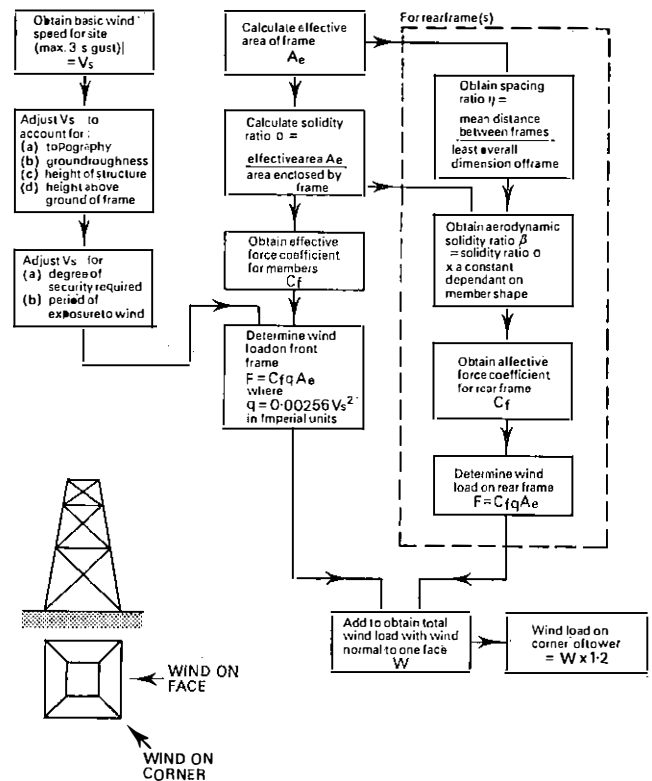 Obtain basic wind
speed for site
(max. 3 s gust)|
= Vs
Adjust Vs to
account for:
(a) topography
(b) groundroughness
(c) height of structure
(d) height above
ground of frame
Adjust Vs for
(a) degree of
security required
(b) period of
exposure to wind
Calculate effective
area of frame
Ae
Calculate solidity
ratio σ =
effective area Ae
area enclosed by
frame
Obtain effective
force coefficient
for members
Cf
Determine wind
load on front
frame
F = CfqAe
where
q = 0·00256 Vs²
in Imperial units
For rear frame(s)
Obtain spacing
ratio η =
mean distance
between frames
least overall
dimension of frame
Obtain aerodynamic
solidity ratio β
= solidity ratio σ
x a constant
dependant on
member shape
Obtain affective
force coefficient
for rear frame
Cf
Determine wind
load on rear frame
F = CfqAe
Add to obtain total
wind load with wind
normal to one face
W
Wind load on
corner of tower
= W x 1·2
WIND ON
FACE
WIND ON
CORNER